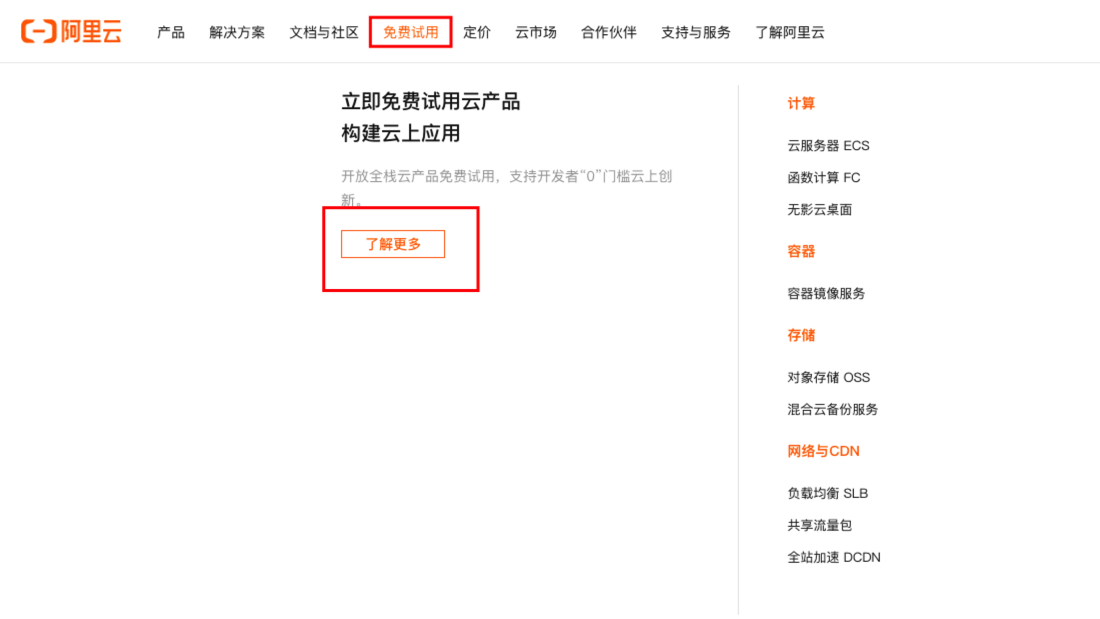 阿里云 产品 解决方案 文档与社区 免费试用 定价 云市场 合作伙伴 支持与服务 了解阿里云
立即免费试用云产品
构建云上应用
开放全栈云产品免费试用，支持开发者“0”门槛云上创
新。
了解更多
计算
云服务器 ECS
函数计算 FC
无影云桌面
容器
容器镜像服务
存储
对象存储 OSS
混合云备份服务
网络与CDN
负载均衡 SLB
共享流量包
全站加速 DCDN